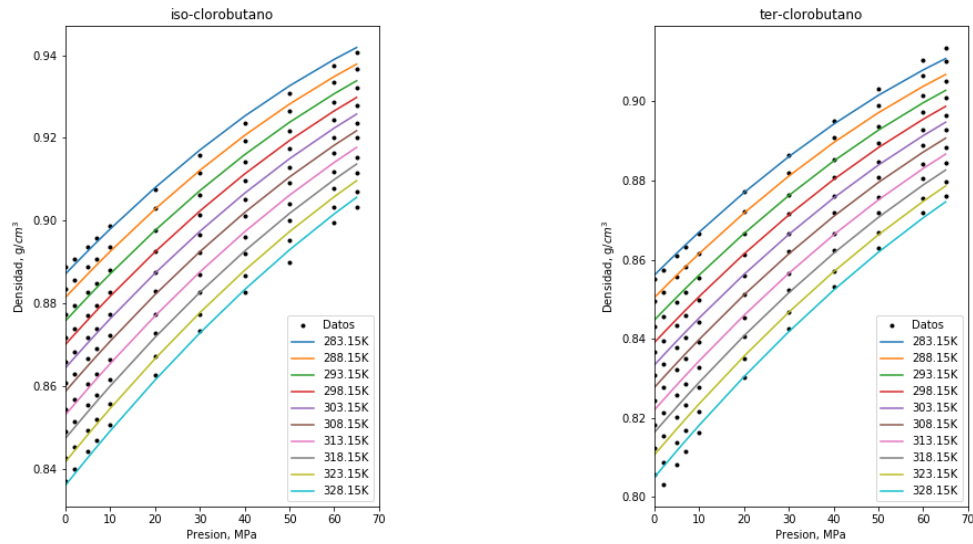 iso-clorobutano
Densidad, g/cm³
0.94
0.92
0.90
0.88
0.86
0.84
Datos
283.15K
288.15K
293.15K
298.15K
303.15K
308.15K
313.15K
318.15K
323.15K
328.15K
0 10 20 30 40 50 60 70
Presion, MPa
ter-clorobutano
Densidad, g/cm³
0.90
0.88
0.86
0.84
0.82
0.80
Datos
283.15K
288.15K
293.15K
298.15K
303.15K
308.15K
313.15K
318.15K
323.15K
328.15K
0 10 20 30 40 50 60 70
Presion, MPa